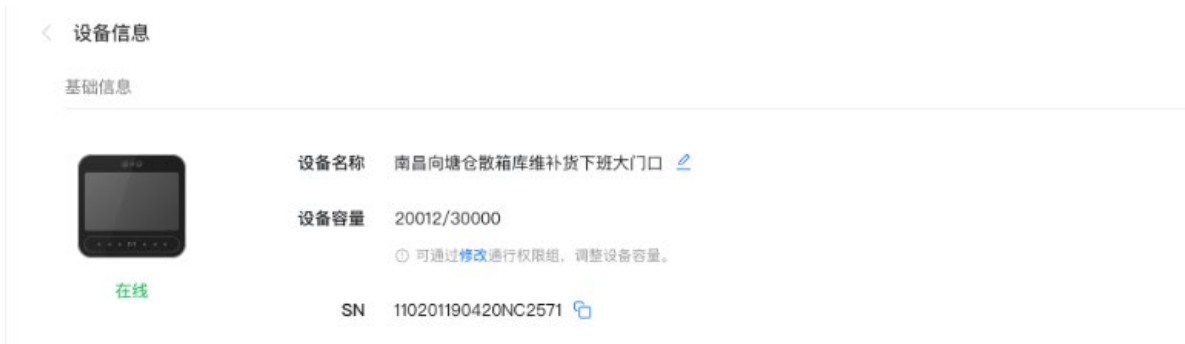 设备信息
基础信息
设备名称 南昌向塘仓散箱库维补货下班大门口
设备容量 20012/30000
可通过修改通行权限组，调整设备容量。
在线
SN 110201190420NC2571